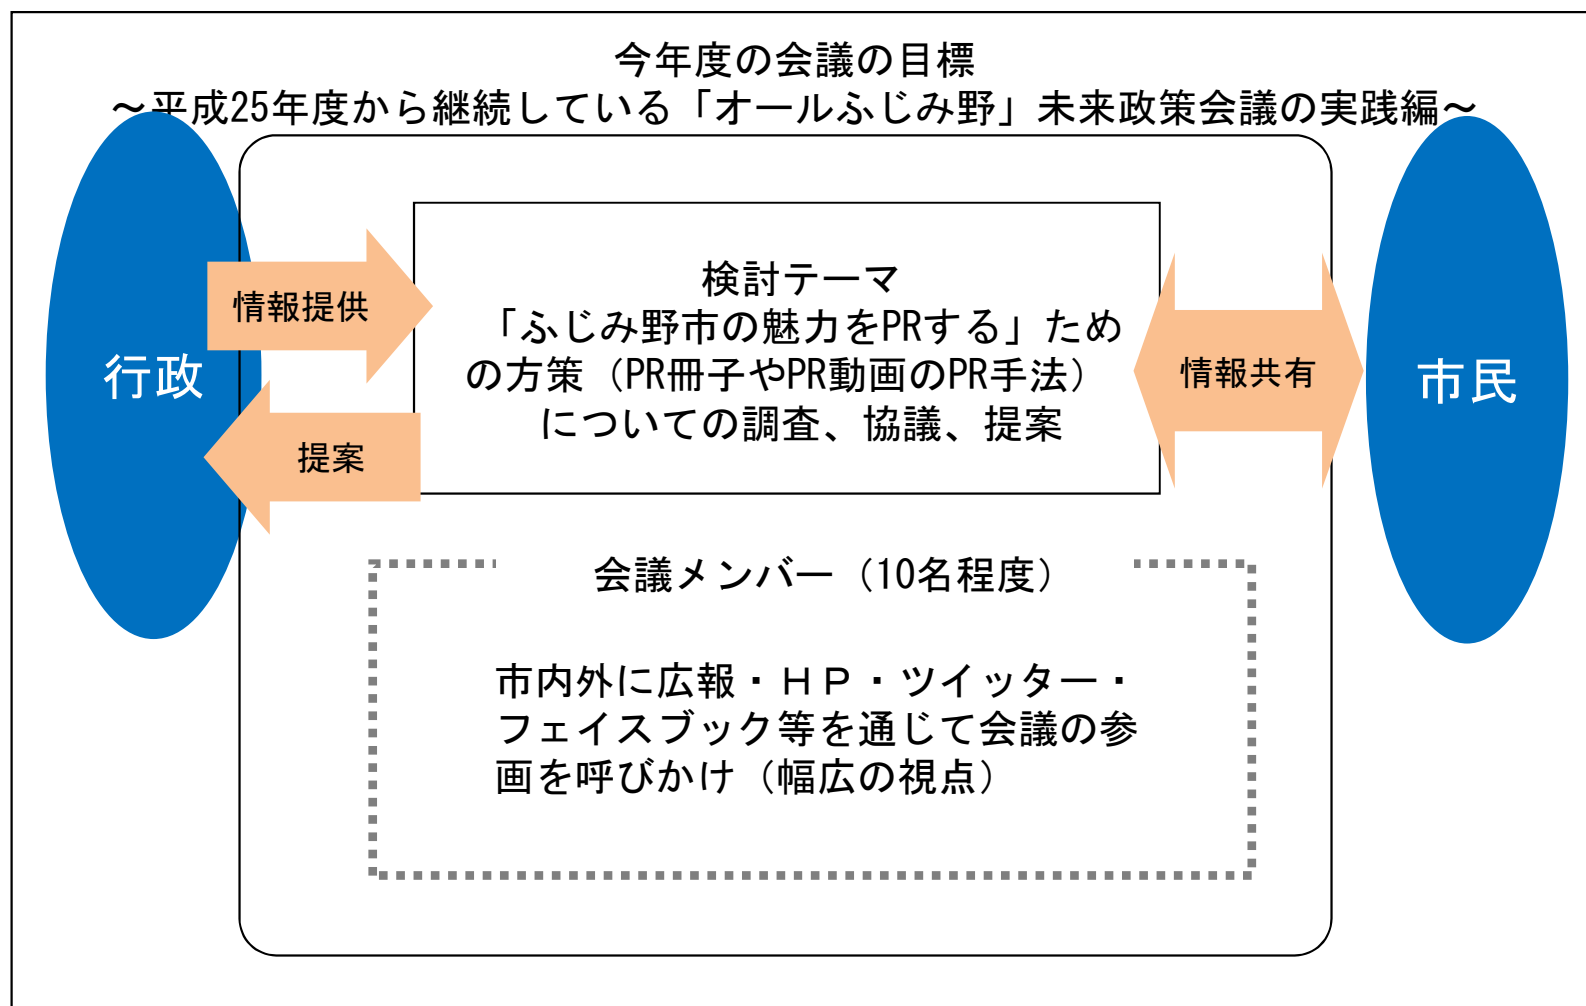 今年度の会議の目標
～平成25年度から継続している「オールふじみ野」未来政策会議の実践編～
行政
情報提供
提案
検討テーマ
「ふじみ野市の魅力をPRする」ため
の方策（PR冊子やPR動画のPR手法）
についての調査、協議、提案
情報共有
市民
会議メンバー（10名程度）
市内外に広報・ＨＰ・ツイッター・
フェイスブック等を通じて会議の参
画を呼びかけ（幅広の視点）